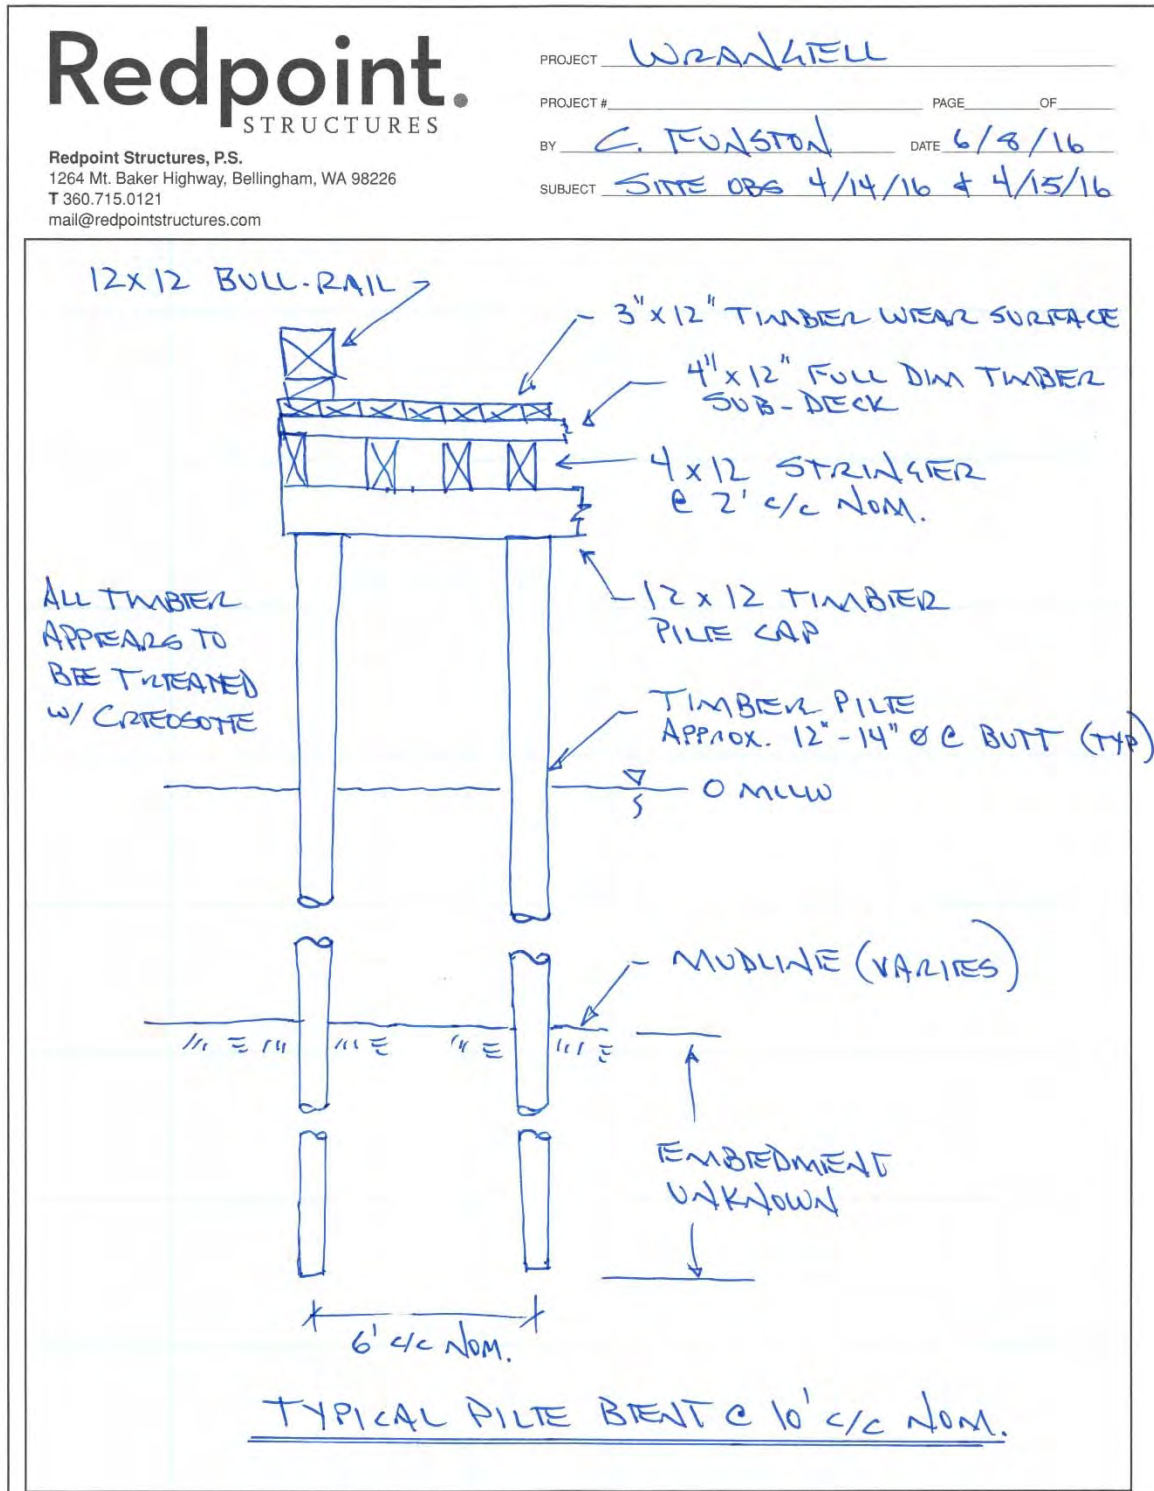 Redpoint.
STRUCTURES
Redpoint Structures, P.S.
1264 Mt. Baker Highway, Bellingham, WA 98226
T 360.715.0121
mail@redpointstructures.com
PROJECT WRANGELL
PROJECT # PAGE OF
BY C. FUNSTON DATE 6/8/16
SUBJECT SITE OBS 4/14/16 & 4/15/16
12x12 BULL-RAIL
3"x12" TIMBER WEAR SURFACE
4"x12" FULL DIM TIMBER
SUB-DECK
4x12 STRINGER
@ 2' c/c NOM.
12x12 TIMBER
PILE CAP
ALL TIMBER
APPEARS TO
BE TREATED
w/ CREOSOTE
TIMBER PILE
APPROX. 12"-14" Ø @ BUTT (TYP)
0 MLLW
MUDLINE (VARIES)
EMBEDMENT
UNKNOWN
6' c/c NOM.
TYPICAL PILE BENT @ 10' c/c NOM.